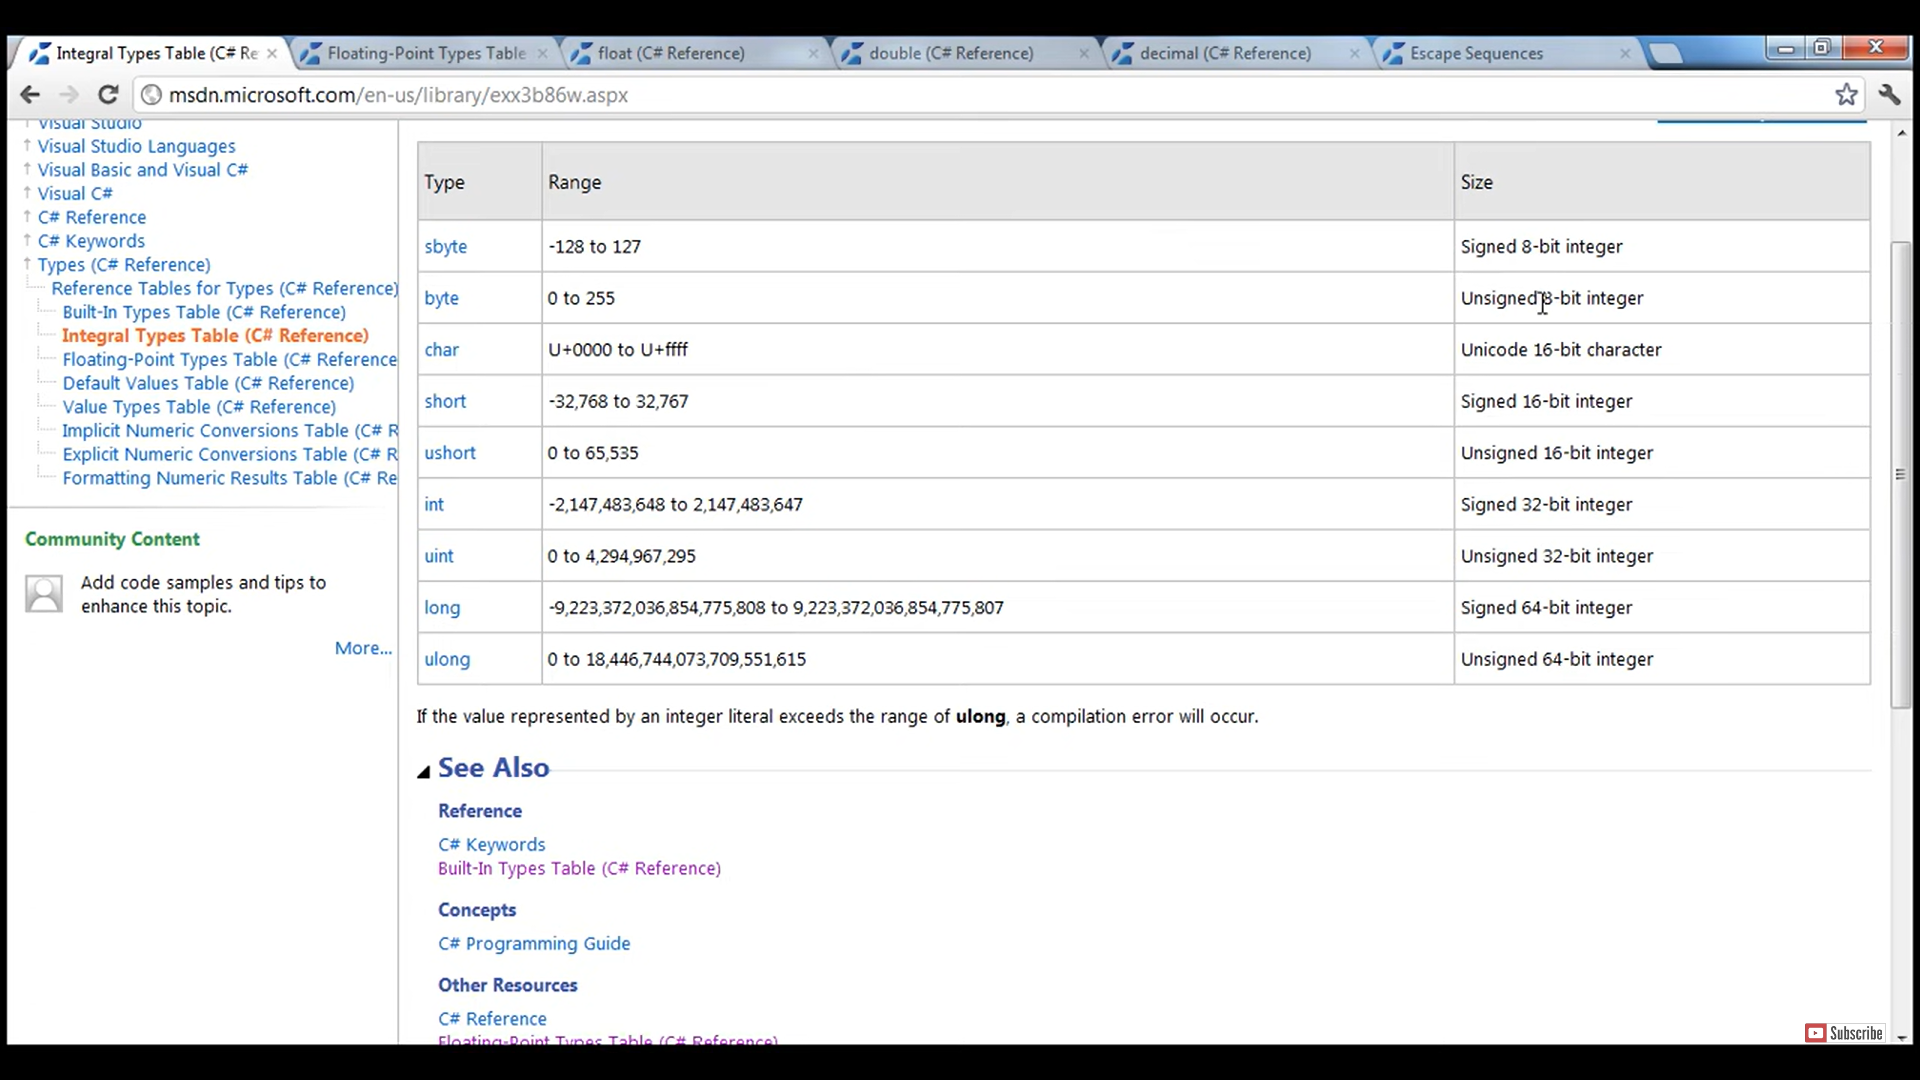 Integral Types Table (C# Re
Floating-Point Types Table
float (C# Reference)
double (C# Reference)
decimal (C# Reference)
Escape Sequences
msdn.microsoft.com/en-us/library/exx3b86w.aspx
Visual Studio
Visual Studio Languages
Visual Basic and Visual C#
Visual C#
C# Reference
C# Keywords
Types (C# Reference)
Reference Tables for Types (C# Reference)
Built-In Types Table (C# Reference)
Integral Types Table (C# Reference)
Floating-Point Types Table (C# Reference
Default Values Table (C# Reference)
Value Types Table (C# Reference)
Implicit Numeric Conversions Table (C# R
Explicit Numeric Conversions Table (C# R
Formatting Numeric Results Table (C# Re
Community Content
Add code samples and tips to
enhance this topic.
More...
Type Range Size
sbyte -128 to 127 Signed 8-bit integer
byte 0 to 255 Unsigned 8-bit integer
char U+0000 to U+ffff Unicode 16-bit character
short -32,768 to 32,767 Signed 16-bit integer
ushort 0 to 65,535 Unsigned 16-bit integer
int -2,147,483,648 to 2,147,483,647 Signed 32-bit integer
uint 0 to 4,294,967,295 Unsigned 32-bit integer
long -9,223,372,036,854,775,808 to 9,223,372,036,854,775,807 Signed 64-bit integer
ulong 0 to 18,446,744,073,709,551,615 Unsigned 64-bit integer
If the value represented by an integer literal exceeds the range of ulong, a compilation error will occur.
See Also
Reference
C# Keywords
Built-In Types Table (C# Reference)
Concepts
C# Programming Guide
Other Resources
C# Reference
Floating-Point Types Table (C# Reference)
Subscribe